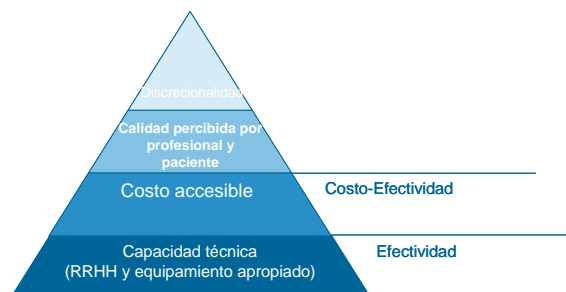 Discrecionalidad
Calidad percibida por
profesional y
paciente
Costo accesible
Costo-Efectividad
Capacidad técnica
(RRHH y equipamiento apropiado)
Efectividad